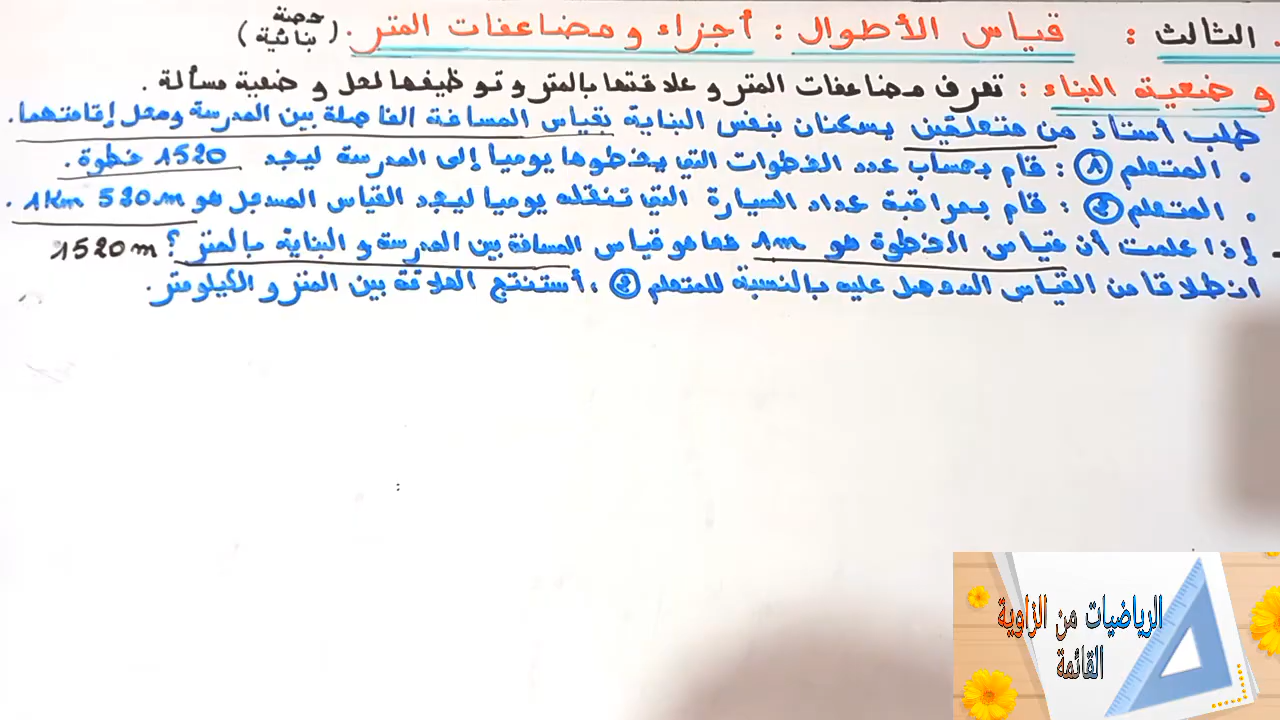 . الثالث : قياس الأطوال : أجزاء و مضاعفات المتر . (حصة بنائية)
وضعية البناء : تعرف مضاعفات المتر و علاقتها بالمتر و توظيفها لحل وضعية مسألة .
طلب أستاذ من متعلمَين يسكنان بنفس البناية بقياس المسافة الفاصلة بين المدرسة ومحل إقامتهما .
. المتعلم ① : قام بحساب عدد الخطوات التي يخطوها يوميا إلى المدرسة ليجد 1520 خطوة .
. المتعلم ② : قام بمراقبة عداد السيارة التي تنقله يوميا ليجد القياس المسجل هو 1Km 520m .
- إذا علمت أن قياس الخطوة هو 1m فما هو قياس المسافة بين المدرسة و البناية بالمتر ؟ 1520m
انطلاقا من القياس المحصل عليه بالنسبة للمتعلم ② ، أستنتج العلاقة بين المتر و الكيلومتر .
الرياضيات من الزاوية
القائمة